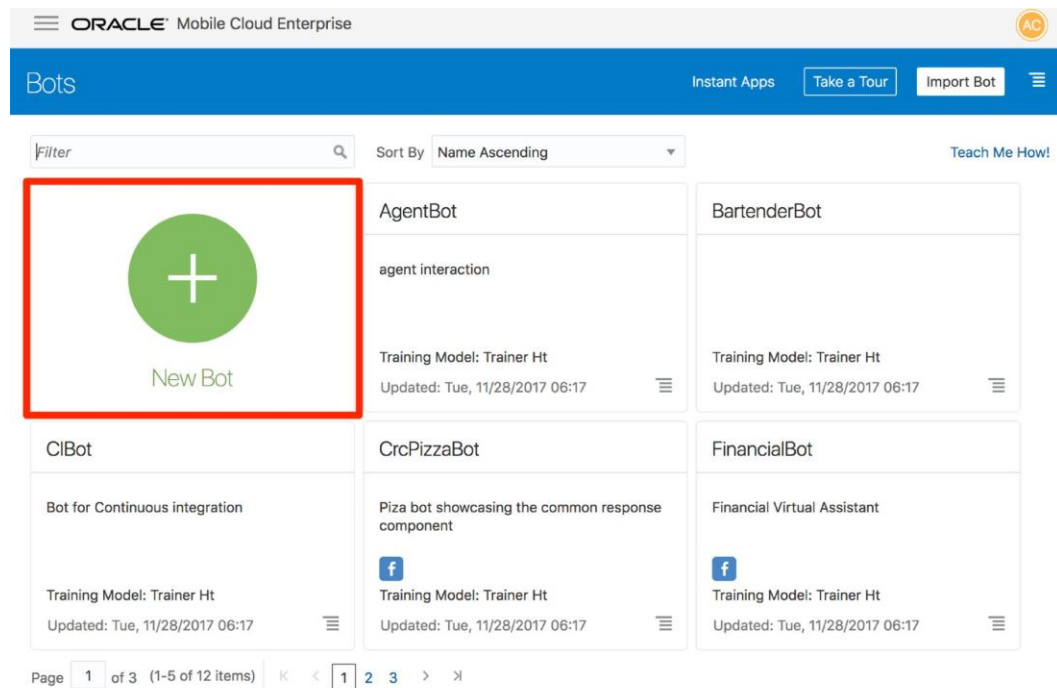 ORACLE® Mobile Cloud Enterprise
AC
Bots
Instant Apps
Take a Tour
Import Bot
Filter
Sort By Name Ascending
Teach Me How!
New Bot
AgentBot
agent interaction
Training Model: Trainer Ht
Updated: Tue, 11/28/2017 06:17
BartenderBot
Training Model: Trainer Ht
Updated: Tue, 11/28/2017 06:17
CIBot
Bot for Continuous integration
Training Model: Trainer Ht
Updated: Tue, 11/28/2017 06:17
CrcPizzaBot
Piza bot showcasing the common response
component
f
Training Model: Trainer Ht
Updated: Tue, 11/28/2017 06:17
FinancialBot
Financial Virtual Assistant
f
Training Model: Trainer Ht
Updated: Tue, 11/28/2017 06:17
Page 1 of 3 (1-5 of 12 items) 1 2 3